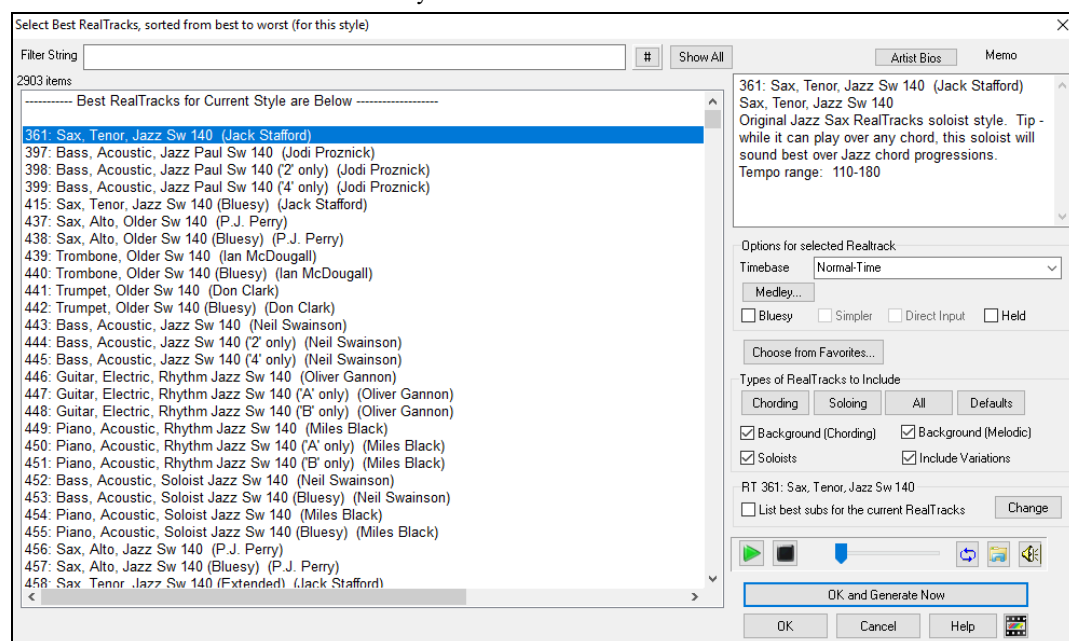 Select Best RealTracks, sorted from best to worst (for this style)
Filter String
#
Show All
Artist Bios
Memo
2903 items
----------- Best RealTracks for Current Style are Below -------------------
361: Sax, Tenor, Jazz Sw 140 (Jack Stafford)
397: Bass, Acoustic, Jazz Paul Sw 140 (Jodi Proznick)
398: Bass, Acoustic, Jazz Paul Sw 140 ('2' only) (Jodi Proznick)
399: Bass, Acoustic, Jazz Paul Sw 140 ('4' only) (Jodi Proznick)
415: Sax, Tenor, Jazz Sw 140 (Bluesy) (Jack Stafford)
437: Sax, Alto, Older Sw 140 (P.J. Perry)
438: Sax, Alto, Older Sw 140 (Bluesy) (P.J. Perry)
439: Trombone, Older Sw 140 (Ian McDougall)
440: Trombone, Older Sw 140 (Bluesy) (Ian McDougall)
441: Trumpet, Older Sw 140 (Don Clark)
442: Trumpet, Older Sw 140 (Bluesy) (Don Clark)
443: Bass, Acoustic, Jazz Sw 140 (Neil Swainson)
444: Bass, Acoustic, Jazz Sw 140 ('2' only) (Neil Swainson)
445: Bass, Acoustic, Jazz Sw 140 ('4' only) (Neil Swainson)
446: Guitar, Electric, Rhythm Jazz Sw 140 (Oliver Gannon)
447: Guitar, Electric, Rhythm Jazz Sw 140 ('A' only) (Oliver Gannon)
448: Guitar, Electric, Rhythm Jazz Sw 140 ('B' only) (Oliver Gannon)
449: Piano, Acoustic, Rhythm Jazz Sw 140 (Miles Black)
450: Piano, Acoustic, Rhythm Jazz Sw 140 ('A' only) (Miles Black)
451: Piano, Acoustic, Rhythm Jazz Sw 140 ('B' only) (Miles Black)
452: Bass, Acoustic, Soloist Jazz Sw 140 (Neil Swainson)
453: Bass, Acoustic, Soloist Jazz Sw 140 (Bluesy) (Neil Swainson)
454: Piano, Acoustic, Soloist Jazz Sw 140 (Miles Black)
455: Piano, Acoustic, Soloist Jazz Sw 140 (Bluesy) (Miles Black)
456: Sax, Alto, Jazz Sw 140 (P.J. Perry)
457: Sax, Alto, Jazz Sw 140 (Bluesy) (P.J. Perry)
458: Sax, Tenor, Jazz Sw 140 (Extended) (Jack Stafford)
361: Sax, Tenor, Jazz Sw 140 (Jack Stafford)
Sax, Tenor, Jazz Sw 140
Original Jazz Sax RealTracks soloist style. Tip -
while it can play over any chord, this soloist will
sound best over Jazz chord progressions.
Tempo range: 110-180
Options for selected Realtrack
Timebase Normal-Time
Medley...
Bluesy Simpler Direct Input Held
Choose from Favorites...
Types of RealTracks to Include
Chording Soloing All Defaults
Background (Chording) Background (Melodic)
Soloists Include Variations
RT 361: Sax, Tenor, Jazz Sw 140
List best subs for the current RealTracks Change
OK and Generate Now
OK Cancel Help